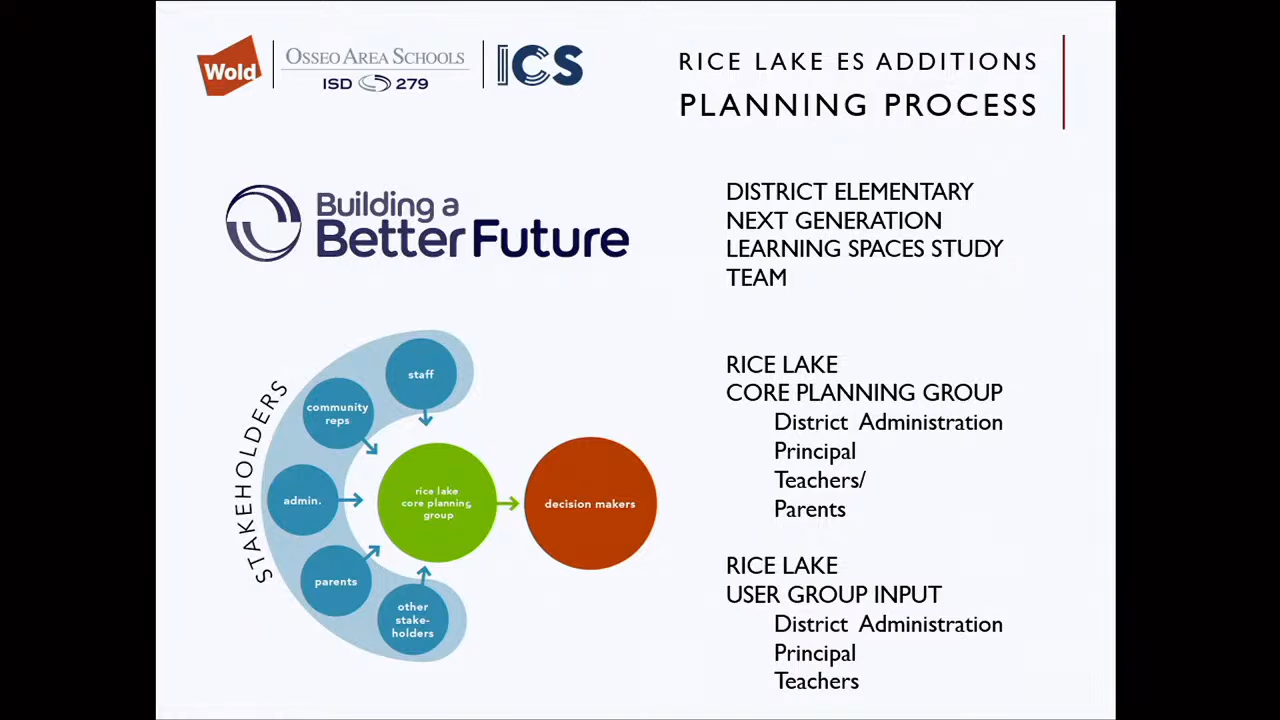 Wold
OSSEO AREA SCHOOLS
ISD 279
ICS
RICE LAKE ES ADDITIONS
PLANNING PROCESS
Building a
Better Future
DISTRICT ELEMENTARY
NEXT GENERATION
LEARNING SPACES STUDY
TEAM
STAKEHOLDERS
staff
community
reps
admin.
parents
other
stake-
holders
rice lake
core planning
group
decision makers
RICE LAKE
CORE PLANNING GROUP
District Administration
Principal
Teachers/
Parents
RICE LAKE
USER GROUP INPUT
District Administration
Principal
Teachers